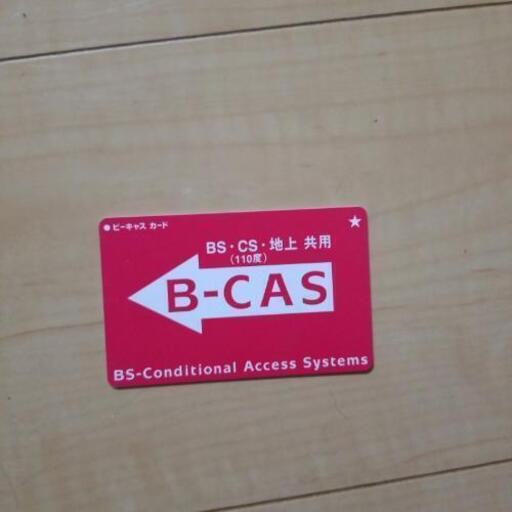 ● ビーキャス カード
★
BS・CS・地上 共用
(110度)
B-CAS
BS-Conditional Access Systems